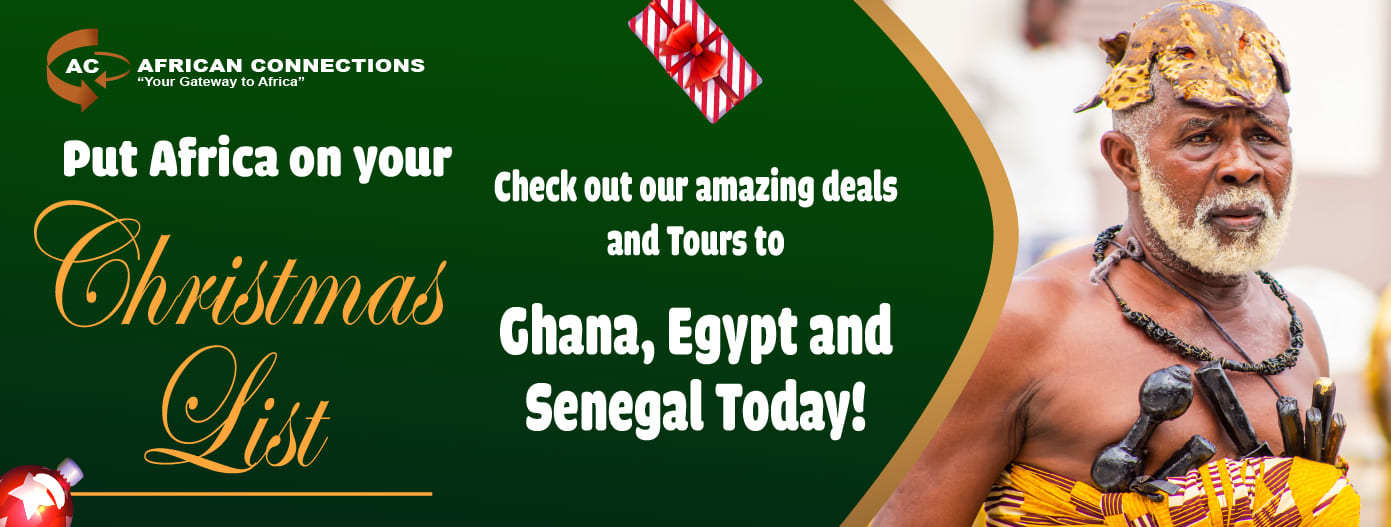 AC
AFRICAN CONNECTIONS
“Your Gateway to Africa”
Put Africa on your
Christmas
List
Check out our amazing deals
and Tours to
Ghana, Egypt and
Senegal Today!